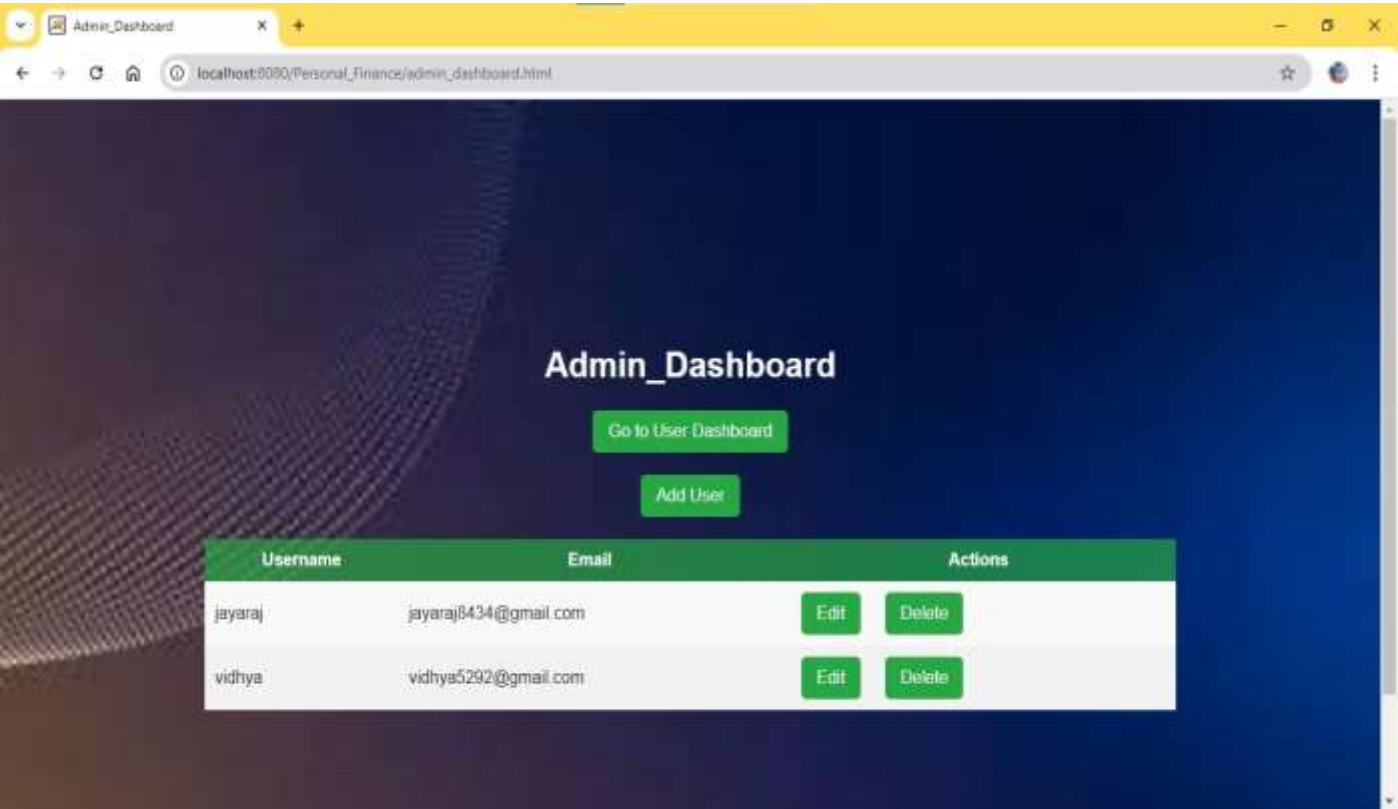 Admin_Dashboard
localhost:8080/Personal_Finance/admin_dashboard.html
Admin_Dashboard
Go to User Dashboard
Add User
Username Email Actions
jayaraj jayaraj8434@gmail.com Edit Delete
vidhya vidhya5292@gmail.com Edit Delete